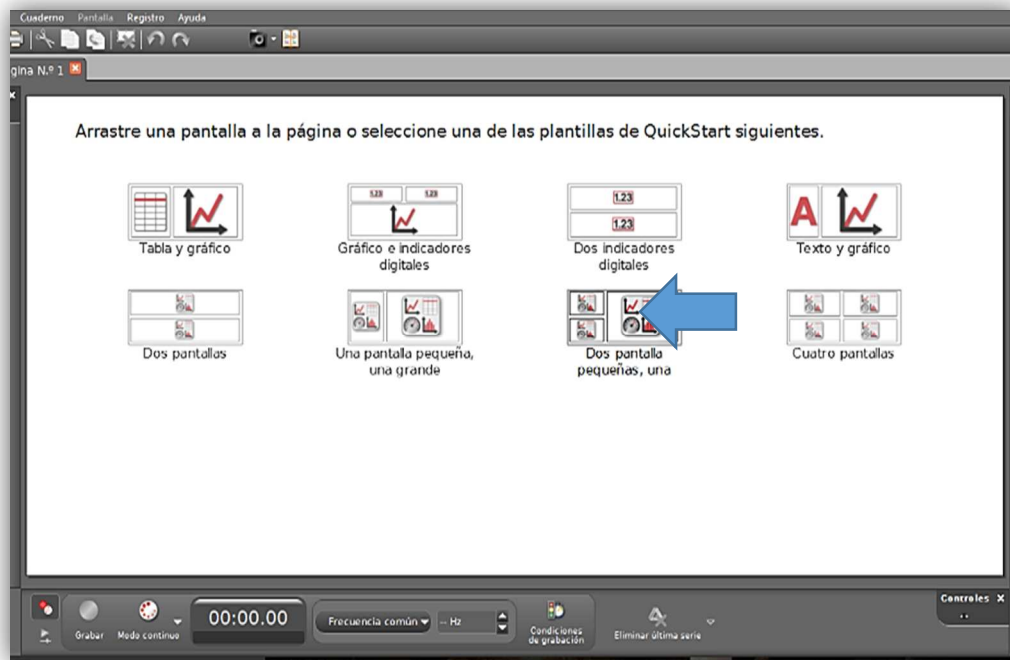 Cuaderno Pantalla Registro Ayuda
gina N.º 1
Arrastre una pantalla a la página o seleccione una de las plantillas de QuickStart siguientes.
1.23 1.23 1.23
1.23
A
Tabla y gráfico
Gráfico e indicadores
digitales
Dos indicadores
digitales
Texto y gráfico
Dos pantallas
Una pantalla pequeña,
una grande
Dos pantalla
pequeñas, una
Cuatro pantallas
Controles X
Grabar
Modo continuo
00:00.00
Frecuencia común
-- Hz
Condiciones
de grabación
Eliminar última serie